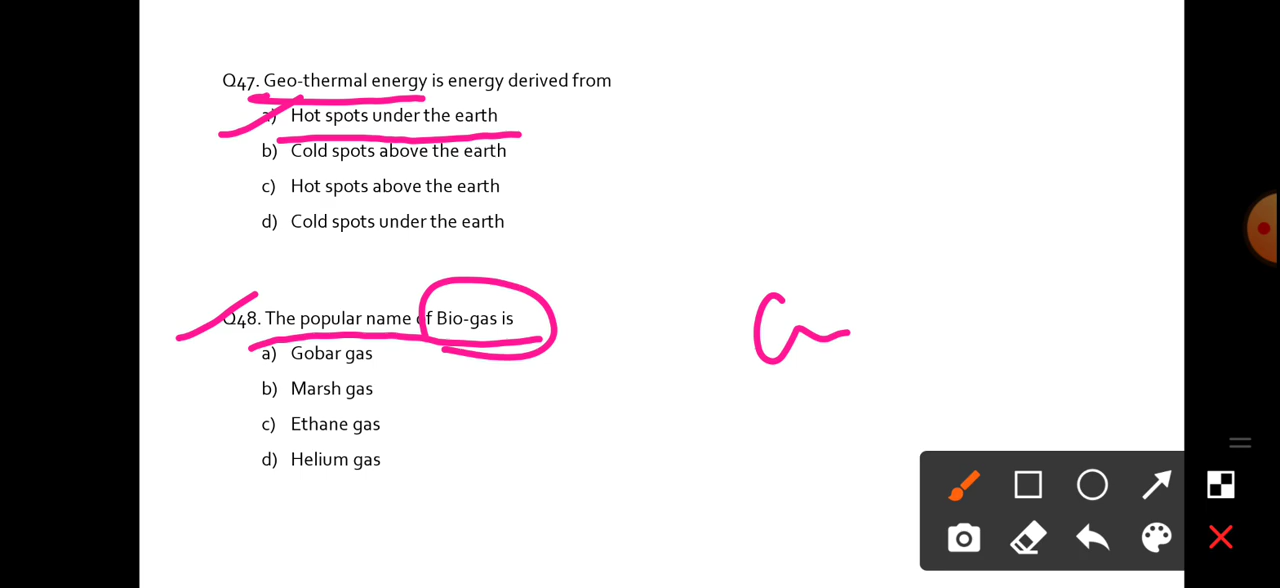 Q47. Geo-thermal energy is energy derived from
a) Hot spots under the earth
b) Cold spots above the earth
c) Hot spots above the earth
d) Cold spots under the earth
Q48. The popular name of Bio-gas is
a) Gobar gas
b) Marsh gas
c) Ethane gas
d) Helium gas